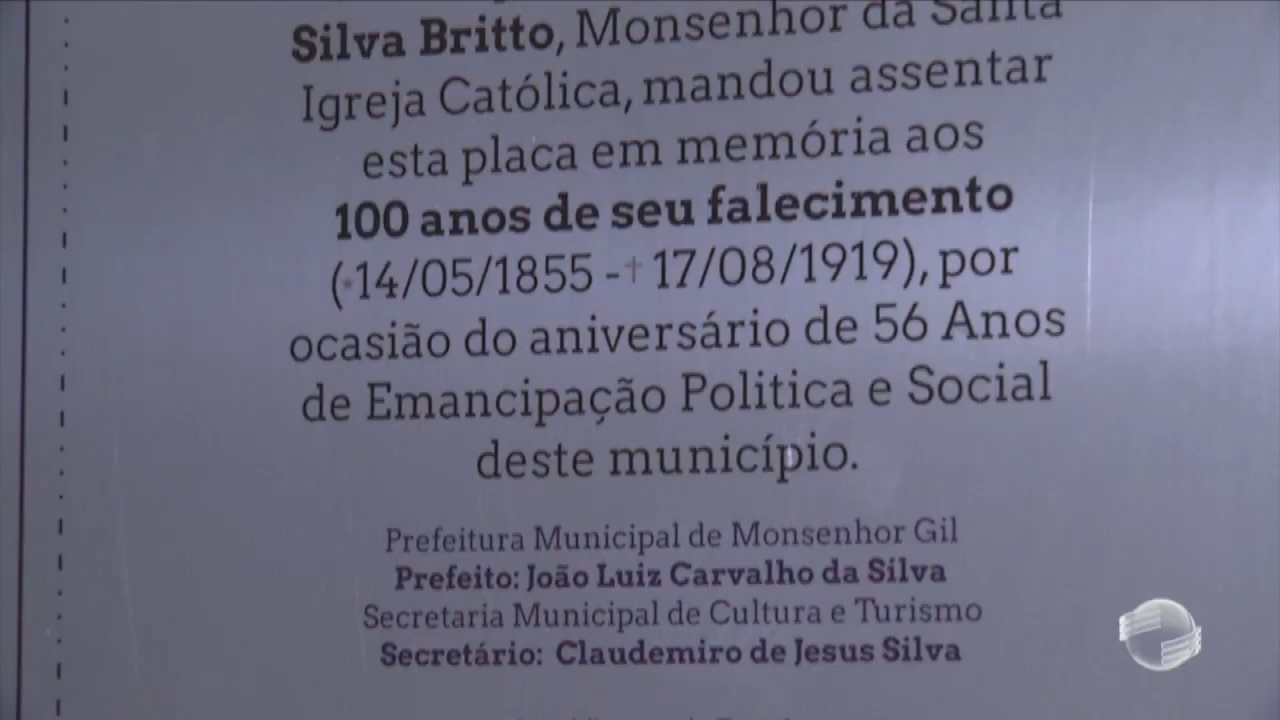 Silva Britto, Monsenhor da Santa
Igreja Católica, mandou assentar
esta placa em memória aos
100 anos de seu falecimento
(*14/05/1855 - † 17/08/1919), por
ocasião do aniversário de 56 Anos
de Emancipação Politica e Social
deste município.
Prefeitura Municipal de Monsenhor Gil
Prefeito: João Luiz Carvalho da Silva
Secretaria Municipal de Cultura e Turismo
Secretário: Claudemiro de Jesus Silva